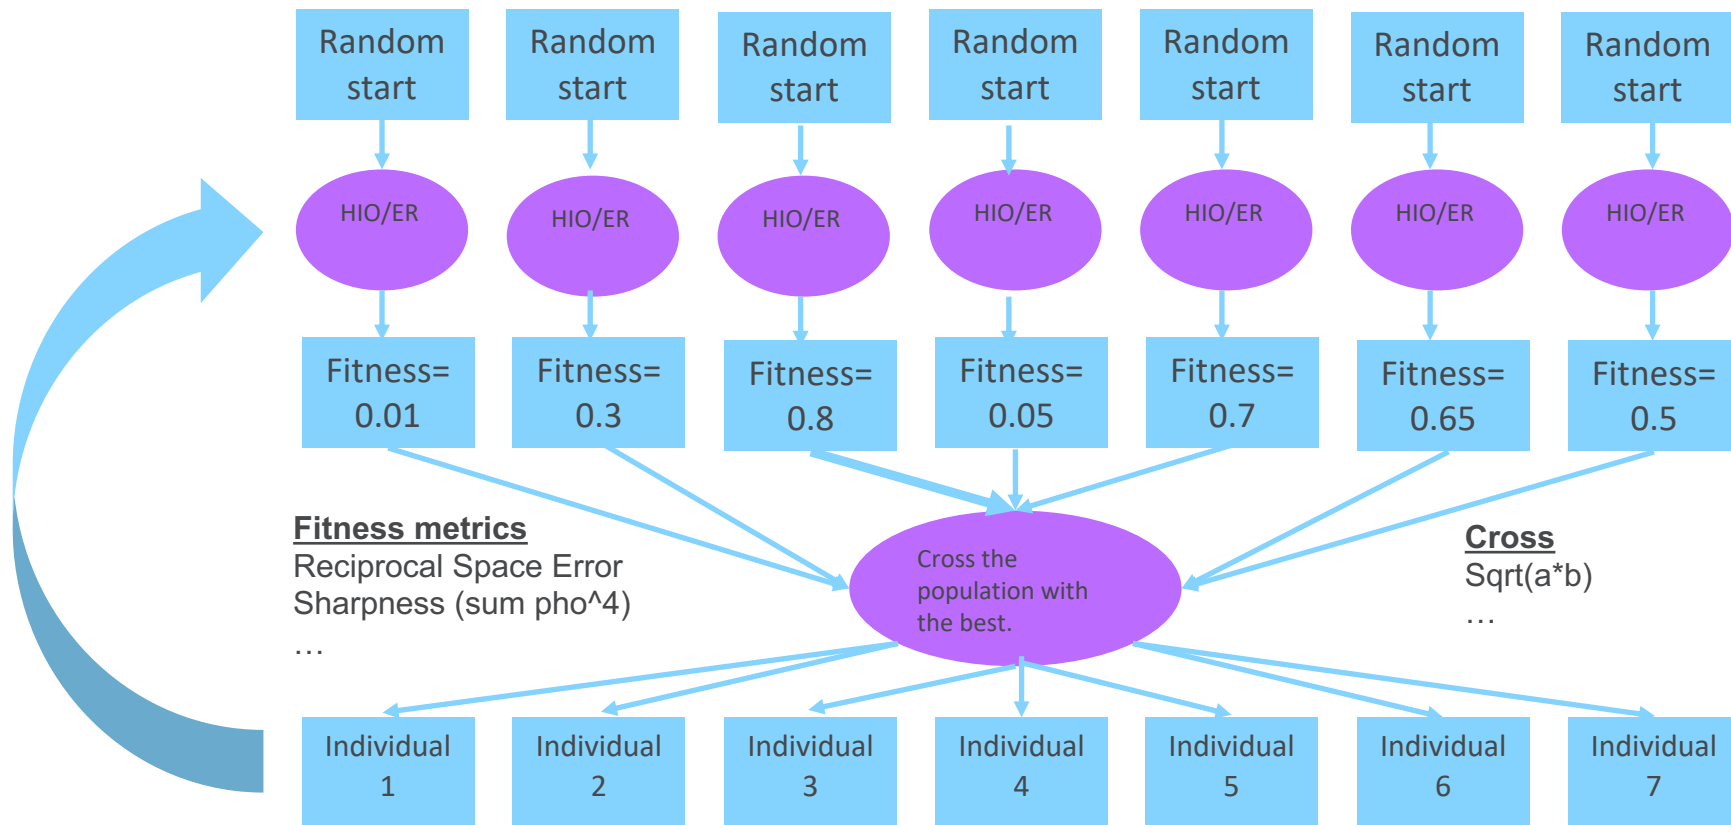 Random
start
Random
start
Random
start
Random
start
Random
start
Random
start
Random
start
HIO/ER
HIO/ER
HIO/ER
HIO/ER
HIO/ER
HIO/ER
HIO/ER
Fitness=
0.01
Fitness=
0.3
Fitness=
0.8
Fitness=
0.05
Fitness=
0.7
Fitness=
0.65
Fitness=
0.5
Fitness metrics
Reciprocal Space Error
Sharpness (sum pho^4)
…
Cross the
population with
the best.
Cross
Sqrt(a*b)
…
Individual
1
Individual
2
Individual
3
Individual
4
Individual
5
Individual
6
Individual
7